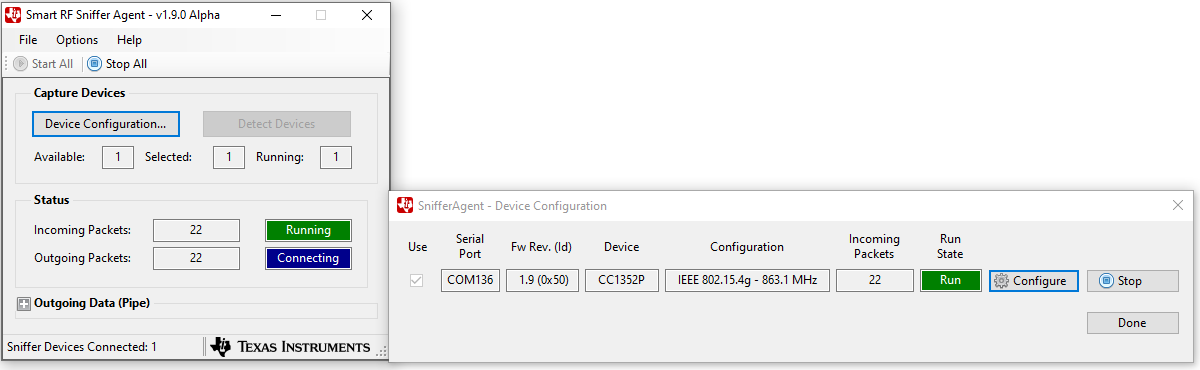 Smart RF Sniffer Agent - v1.9.0 Alpha
File Options Help
Start All Stop All
Capture Devices
Device Configuration... Detect Devices
Available: 1 Selected: 1 Running: 1
Status
Incoming Packets: 22 Running
Outgoing Packets: 22 Connecting
Outgoing Data (Pipe)
Sniffer Devices Connected: 1 TEXAS INSTRUMENTS
SnifferAgent - Device Configuration
Use Serial Port Fw Rev. (Id) Device Configuration Incoming Packets Run State
COM136 1.9 (0x50) CC1352P IEEE 802.15.4g - 863.1 MHz 22 Run Configure Stop
Done